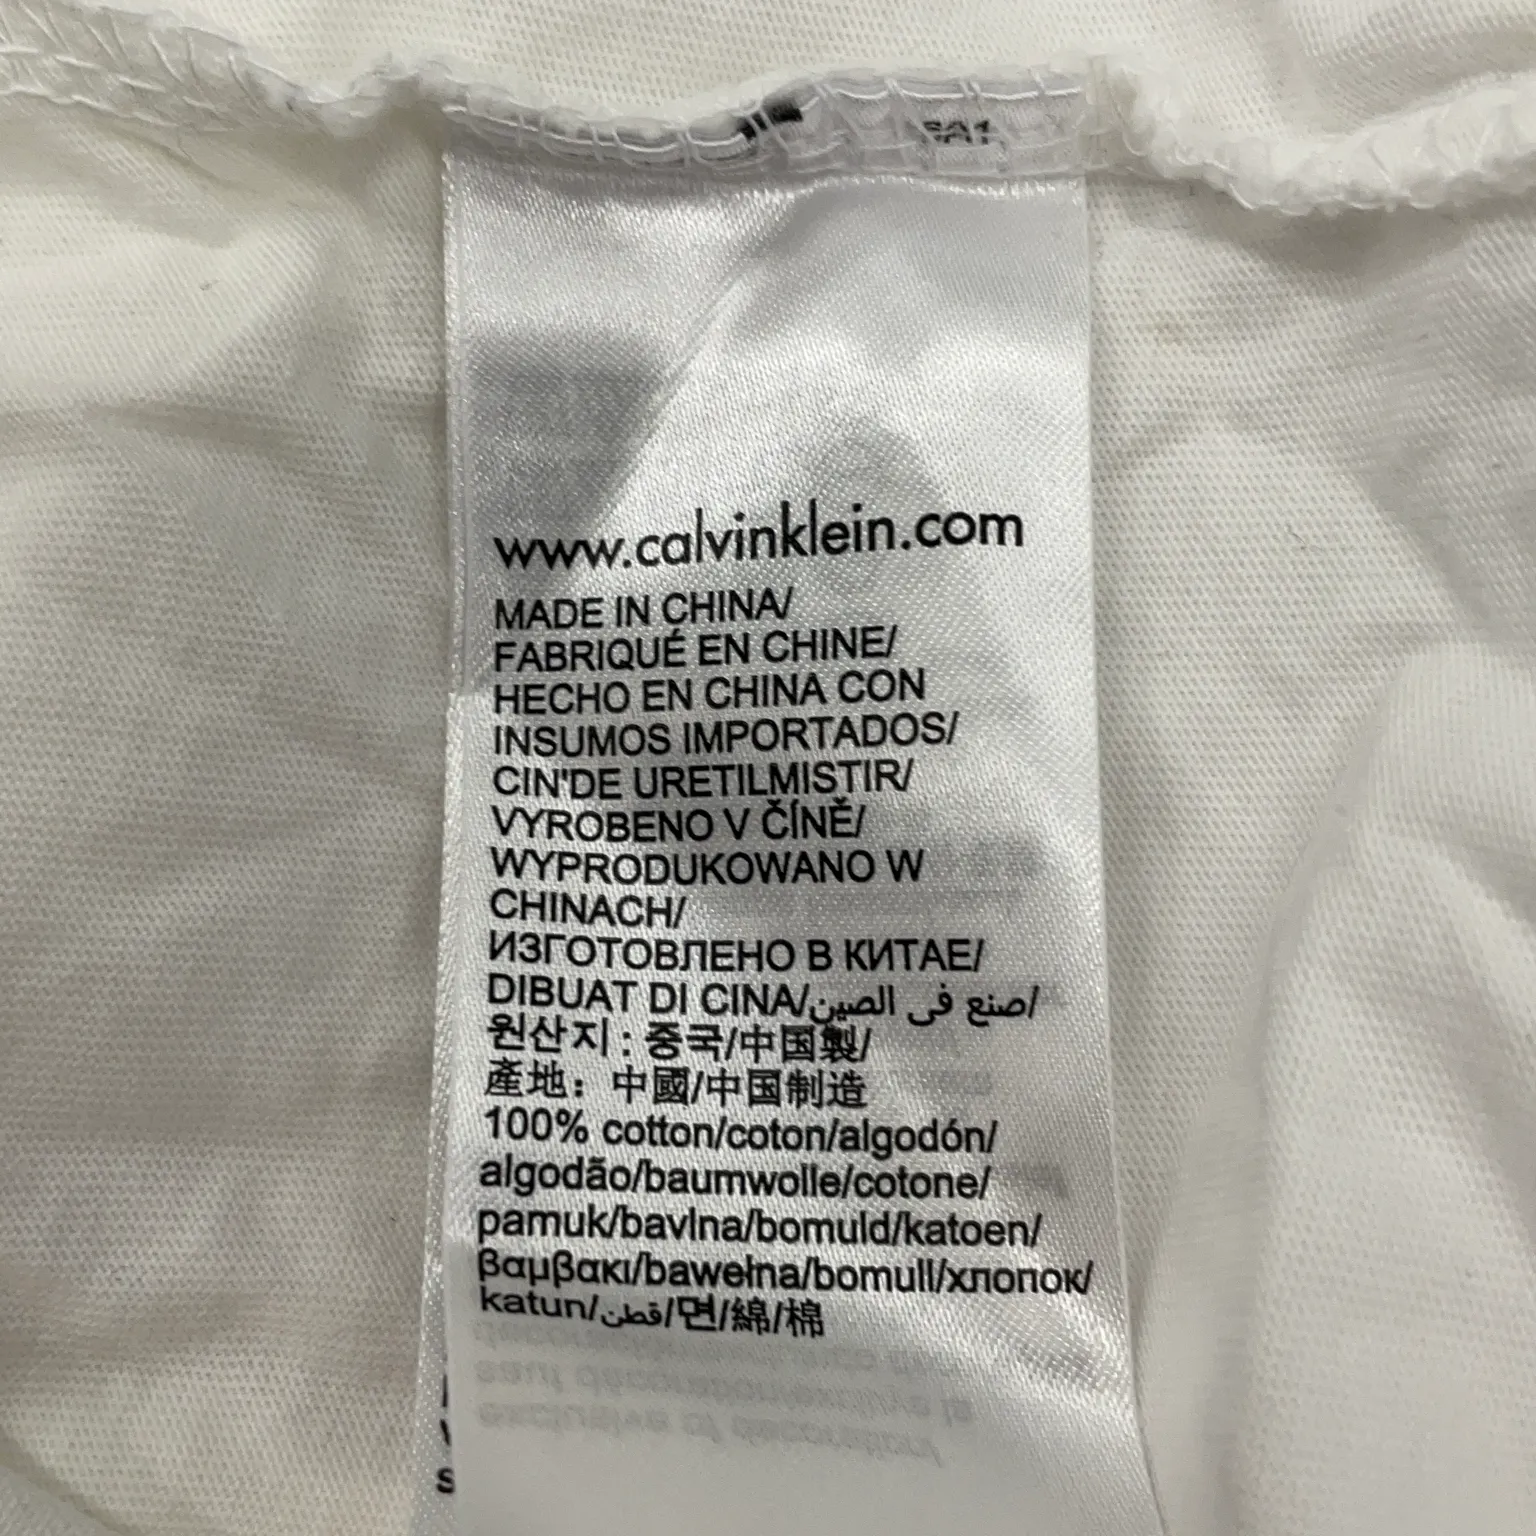 www.calvinklein.com
MADE IN CHINA/
FABRIQUÉ EN CHINE/
HECHO EN CHINA CON
INSUMOS IMPORTADOS/
CIN'DE URETILMISTIR/
VYROBENO V ČÍNĚ/
WYPRODUKOWANO W
CHINACH/
ИЗГОТОВЛЕНО В КИТАЕ/
DIBUAT DI CINA/صنع فى الصين/
원산지 : 중국/中国製/
產地：中國/中国制造
100% cotton/coton/algodón/
algodão/baumwolle/cotone/
pamuk/bavlna/bomuld/katoen/
βαμβακι/bawełna/bomull/хлопок/
katun/قطن/면/綿/棉